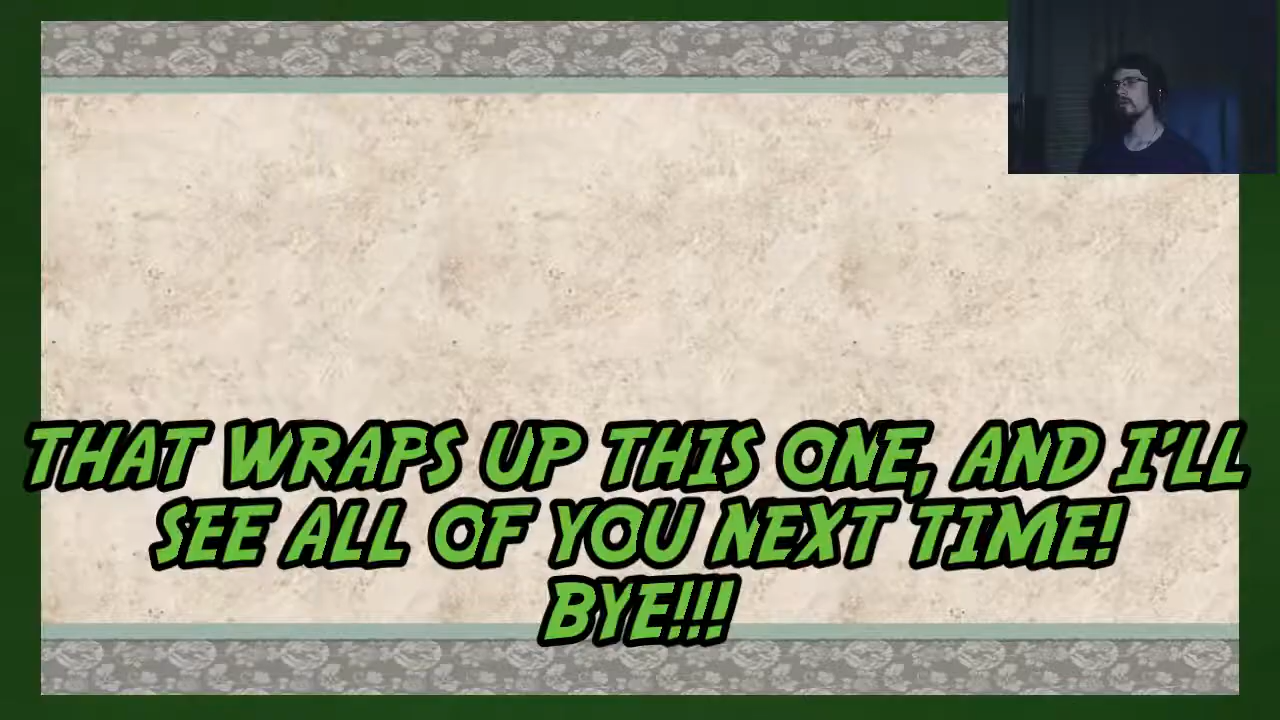 THAT WRAPS UP THIS ONE, AND I'LL
SEE ALL OF YOU NEXT TIME!
BYE!!!